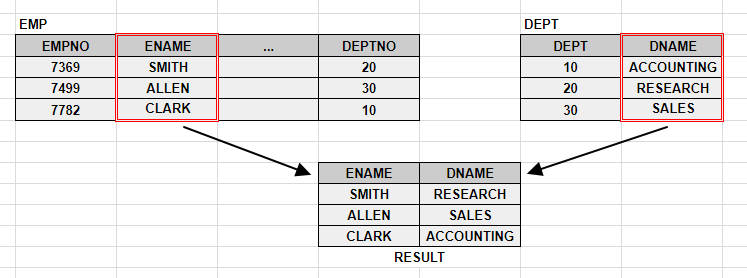 EMP DEPT
EMPNO ENAME ... DEPTNO DEPT DNAME
7369 SMITH 20 10 ACCOUNTING
7499 ALLEN 30 20 RESEARCH
7782 CLARK 10 30 SALES
ENAME DNAME
SMITH RESEARCH
ALLEN SALES
CLARK ACCOUNTING
RESULT